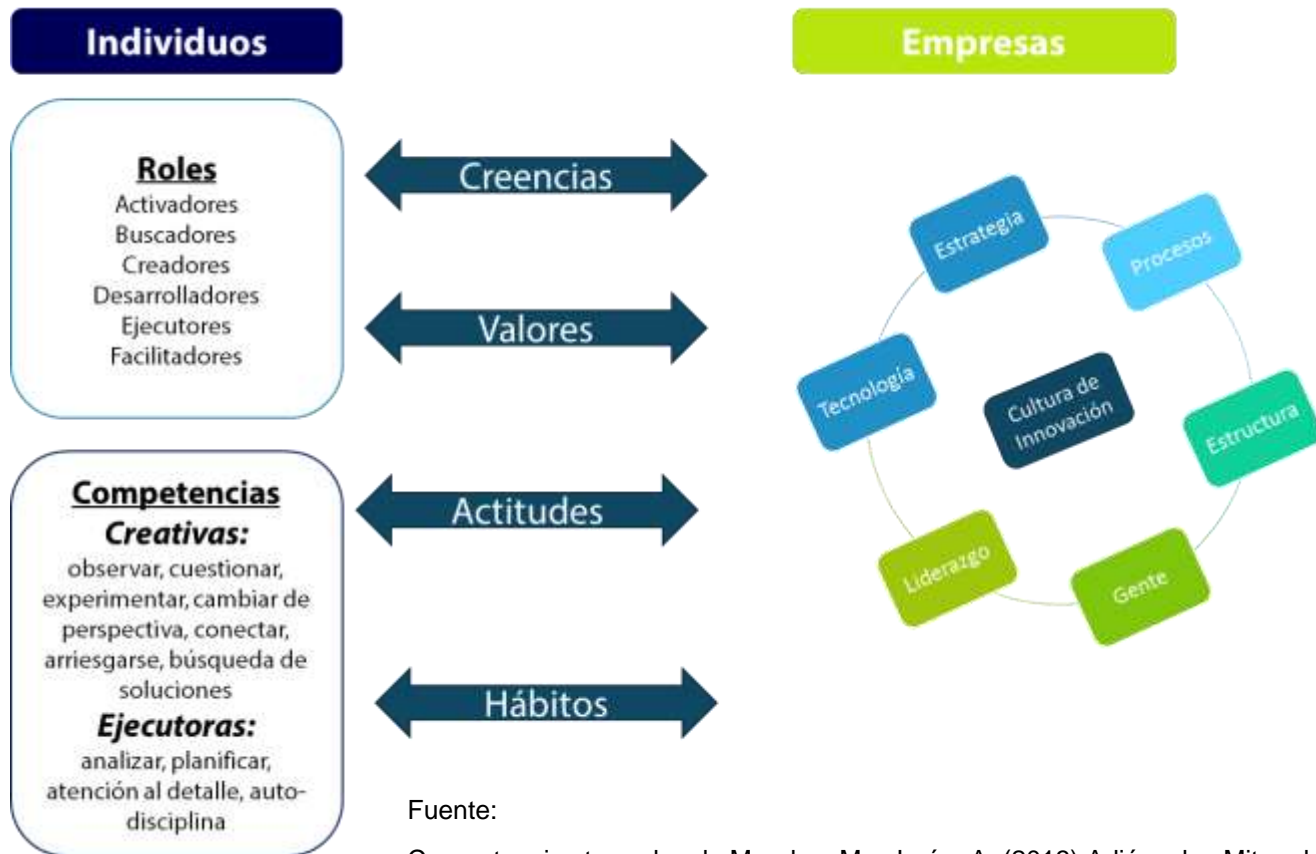 Individuos
Empresas
Roles
Activadores
Buscadores
Creadores
Desarrolladores
Ejecutores
Facilitadores
Competencias
Creativas:
observar, cuestionar,
experimentar, cambiar de
perspectiva, conectar,
arriesgarse, búsqueda de
soluciones
Ejecutoras:
analizar, planificar,
atención al detalle, auto-
disciplina
Creencias
Valores
Actitudes
Hábitos
Estrategia
Procesos
Tecnología
Cultura de
Innovación
Estructura
Liderazgo
Gente
Fuente: